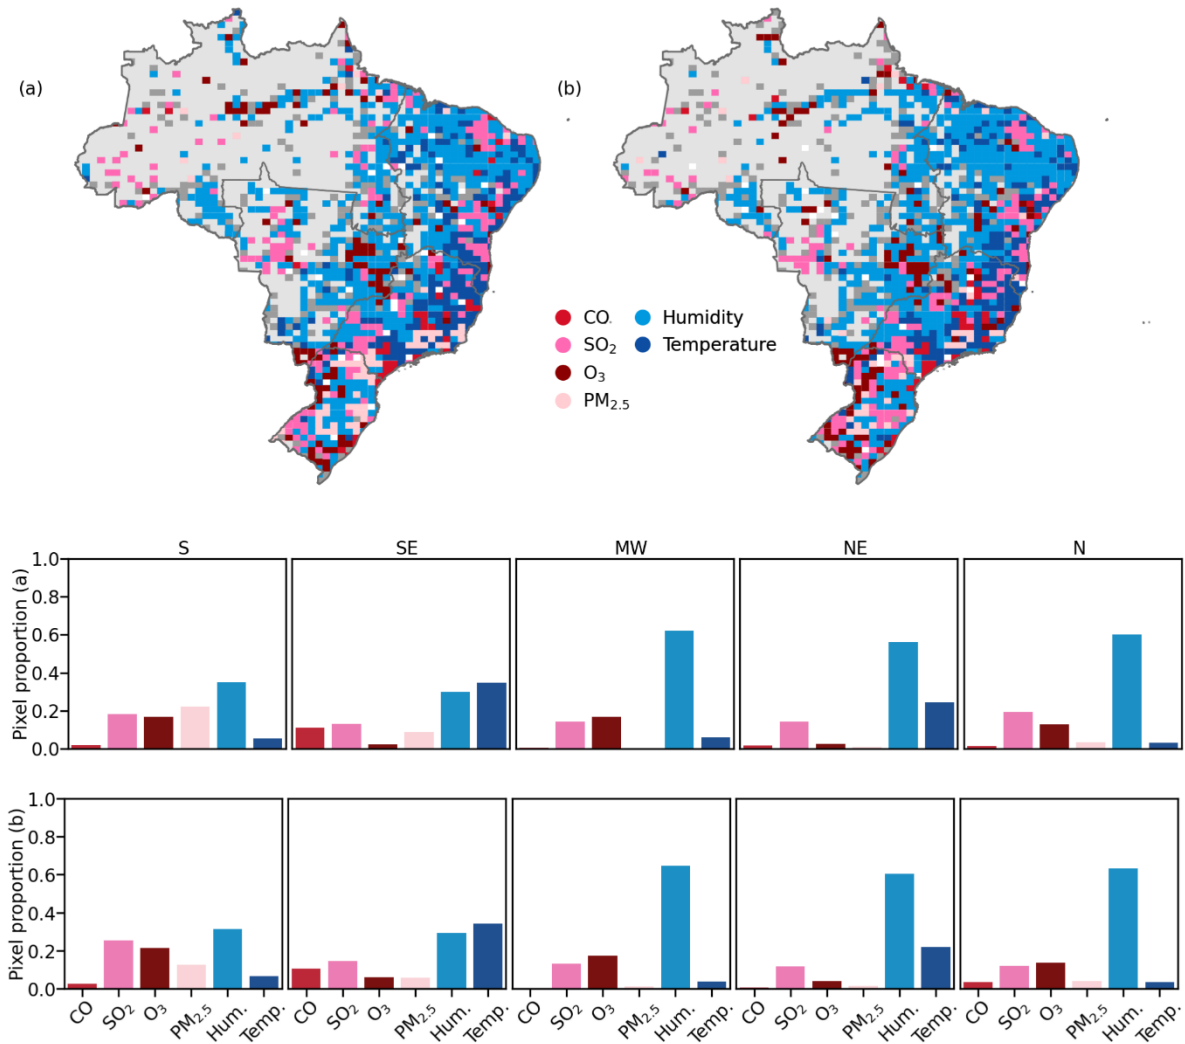 (a)
(b)
CO.
SO₂
O₃
PM₂.₅
Humidity
Temperature
S
SE
MW
NE
N
Pixel proportion (a)
1.0
0.8
0.6
0.4
0.2
0.0
Pixel proportion (b)
1.0
0.8
0.6
0.4
0.2
0.0
CO SO₂ O₃ PM₂.₅ Hum. Temp.
CO SO₂ O₃ PM₂.₅ Hum. Temp.
CO SO₂ O₃ PM₂.₅ Hum. Temp.
CO SO₂ O₃ PM₂.₅ Hum. Temp.
CO SO₂ O₃ PM₂.₅ Hum. Temp.